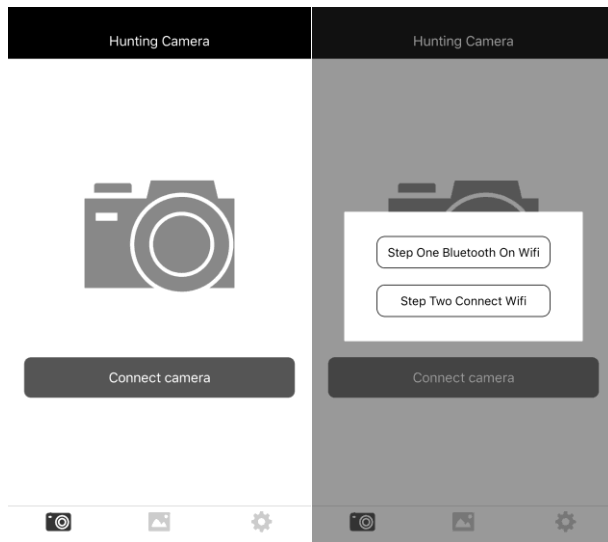 Hunting Camera
Connect camera
Hunting Camera
Step One Bluetooth On Wifi
Step Two Connect Wifi
Connect camera